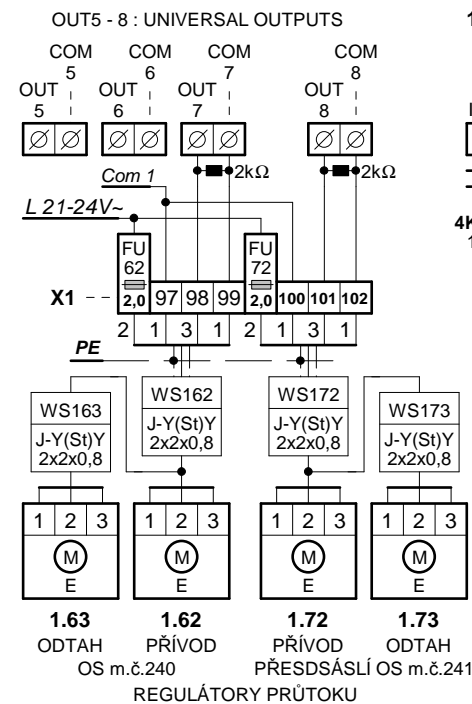 OUT5 - 8 : UNIVERSAL OUTPUTS
1
COM COM COM COM
5 6 7 8
OUT OUT OUT OUT
5 6 7 8
Ø Ø Ø Ø Ø Ø Ø Ø
Com 1 2kΩ 2kΩ
L 21-24V~
4K
1
FU FU
62 72
X1 2,0 97 98 99 2,0 100 101 102
2 1 3 1 2 1 3 1
PE
WS163 WS162 WS172 WS173
J-Y(St)Y J-Y(St)Y J-Y(St)Y J-Y(St)Y
2x2x0,8 2x2x0,8 2x2x0,8 2x2x0,8
1 2 3 1 2 3 1 2 3 1 2 3
M M M M
E E E E
1.63 1.62 1.72 1.73
ODTAH PŘÍVOD PŘÍVOD ODTAH
OS m.č.240 PŘESDSÁSLÍ OS m.č.241
REGULÁTORY PRŮTOKU